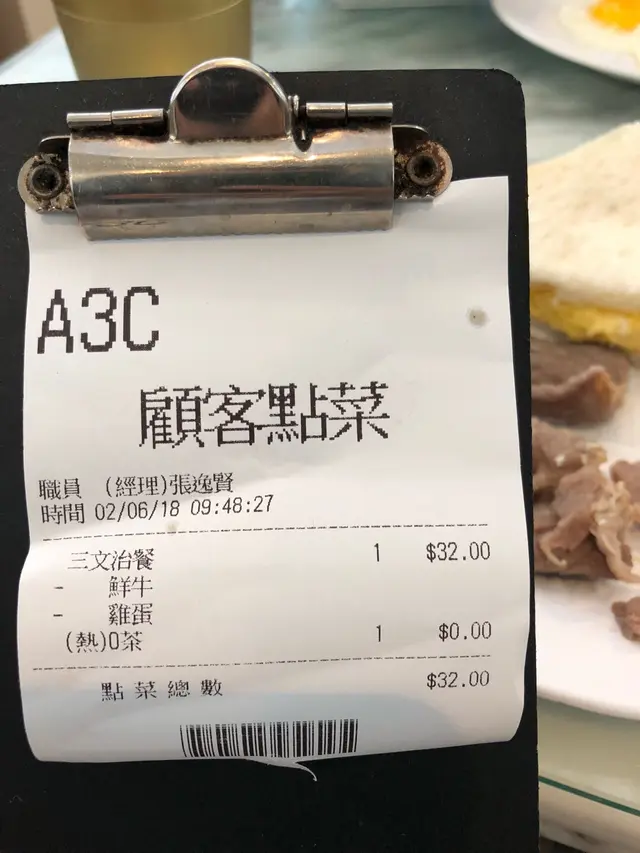 A3C
顧客點菜
職員 (經理)張逸賢
時間 02/06/18 09:48:27
三文治餐 1 $32.00
- 鮮牛
- 雞蛋
(熱)0茶 1 $0.00
點菜總數 $32.00